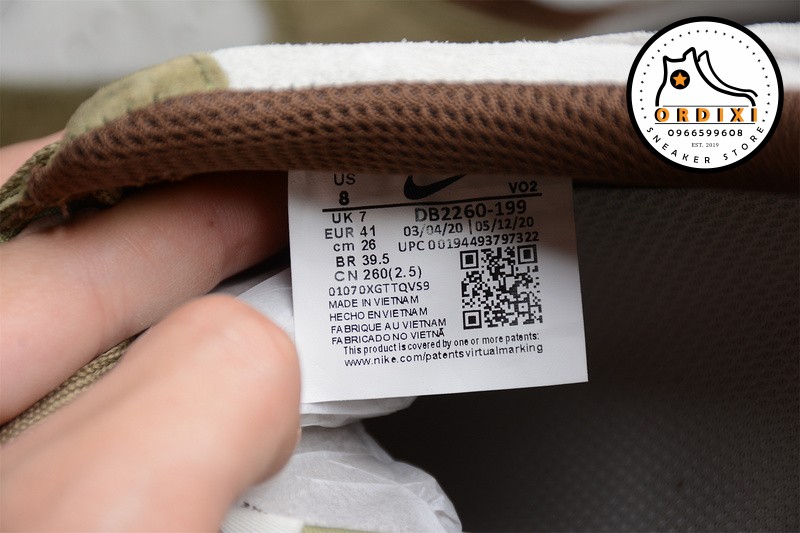 ORDIXI
0966599608
EST. 2019
SNEAKER STORE
US
8
VO2
UK 7
DB2260-199
EUR 41
03/04/20 05/12/20
cm 26
UPC 00194493797322
BR 39.5
CN 260(2.5)
01070XGTTQVS9
MADE IN VIETNAM
HECHO EN VIETNAM
FABRIQUE AU VIETNAM
FABRICADO NO VIETNÃ
This product is covered by one or more patents:
www.nike.com/patentsvirtualmarking